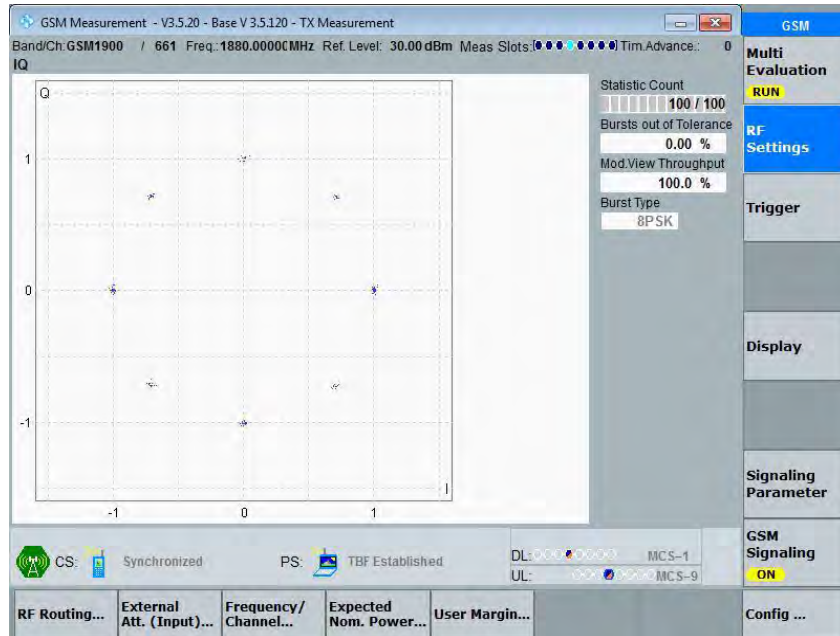 GSM Measurement - V3.5.20 - Base V 3.5.120 - TX Measurement
GSM
Band/Ch: GSM1900 / 661 Freq.: 1880.0000 MHz Ref. Level: 30.00 dBm Meas Slots: Tim.Advance.: 0
IQ
Multi Evaluation
RUN
Q
Statistic Count
100 / 100
Bursts out of Tolerance
0.00 %
Mod.View Throughput
100.0 %
Burst Type
8PSK
RF Settings
Trigger
Display
Signaling Parameter
GSM Signaling
ON
1
0
-1
I
-1 0 1
CS: Synchronized PS: TBF Established
DL: MCS-1
UL: MCS-9
RF Routing...
External Att. (Input)...
Frequency/ Channel...
Expected Nom. Power...
User Margin...
Config ...